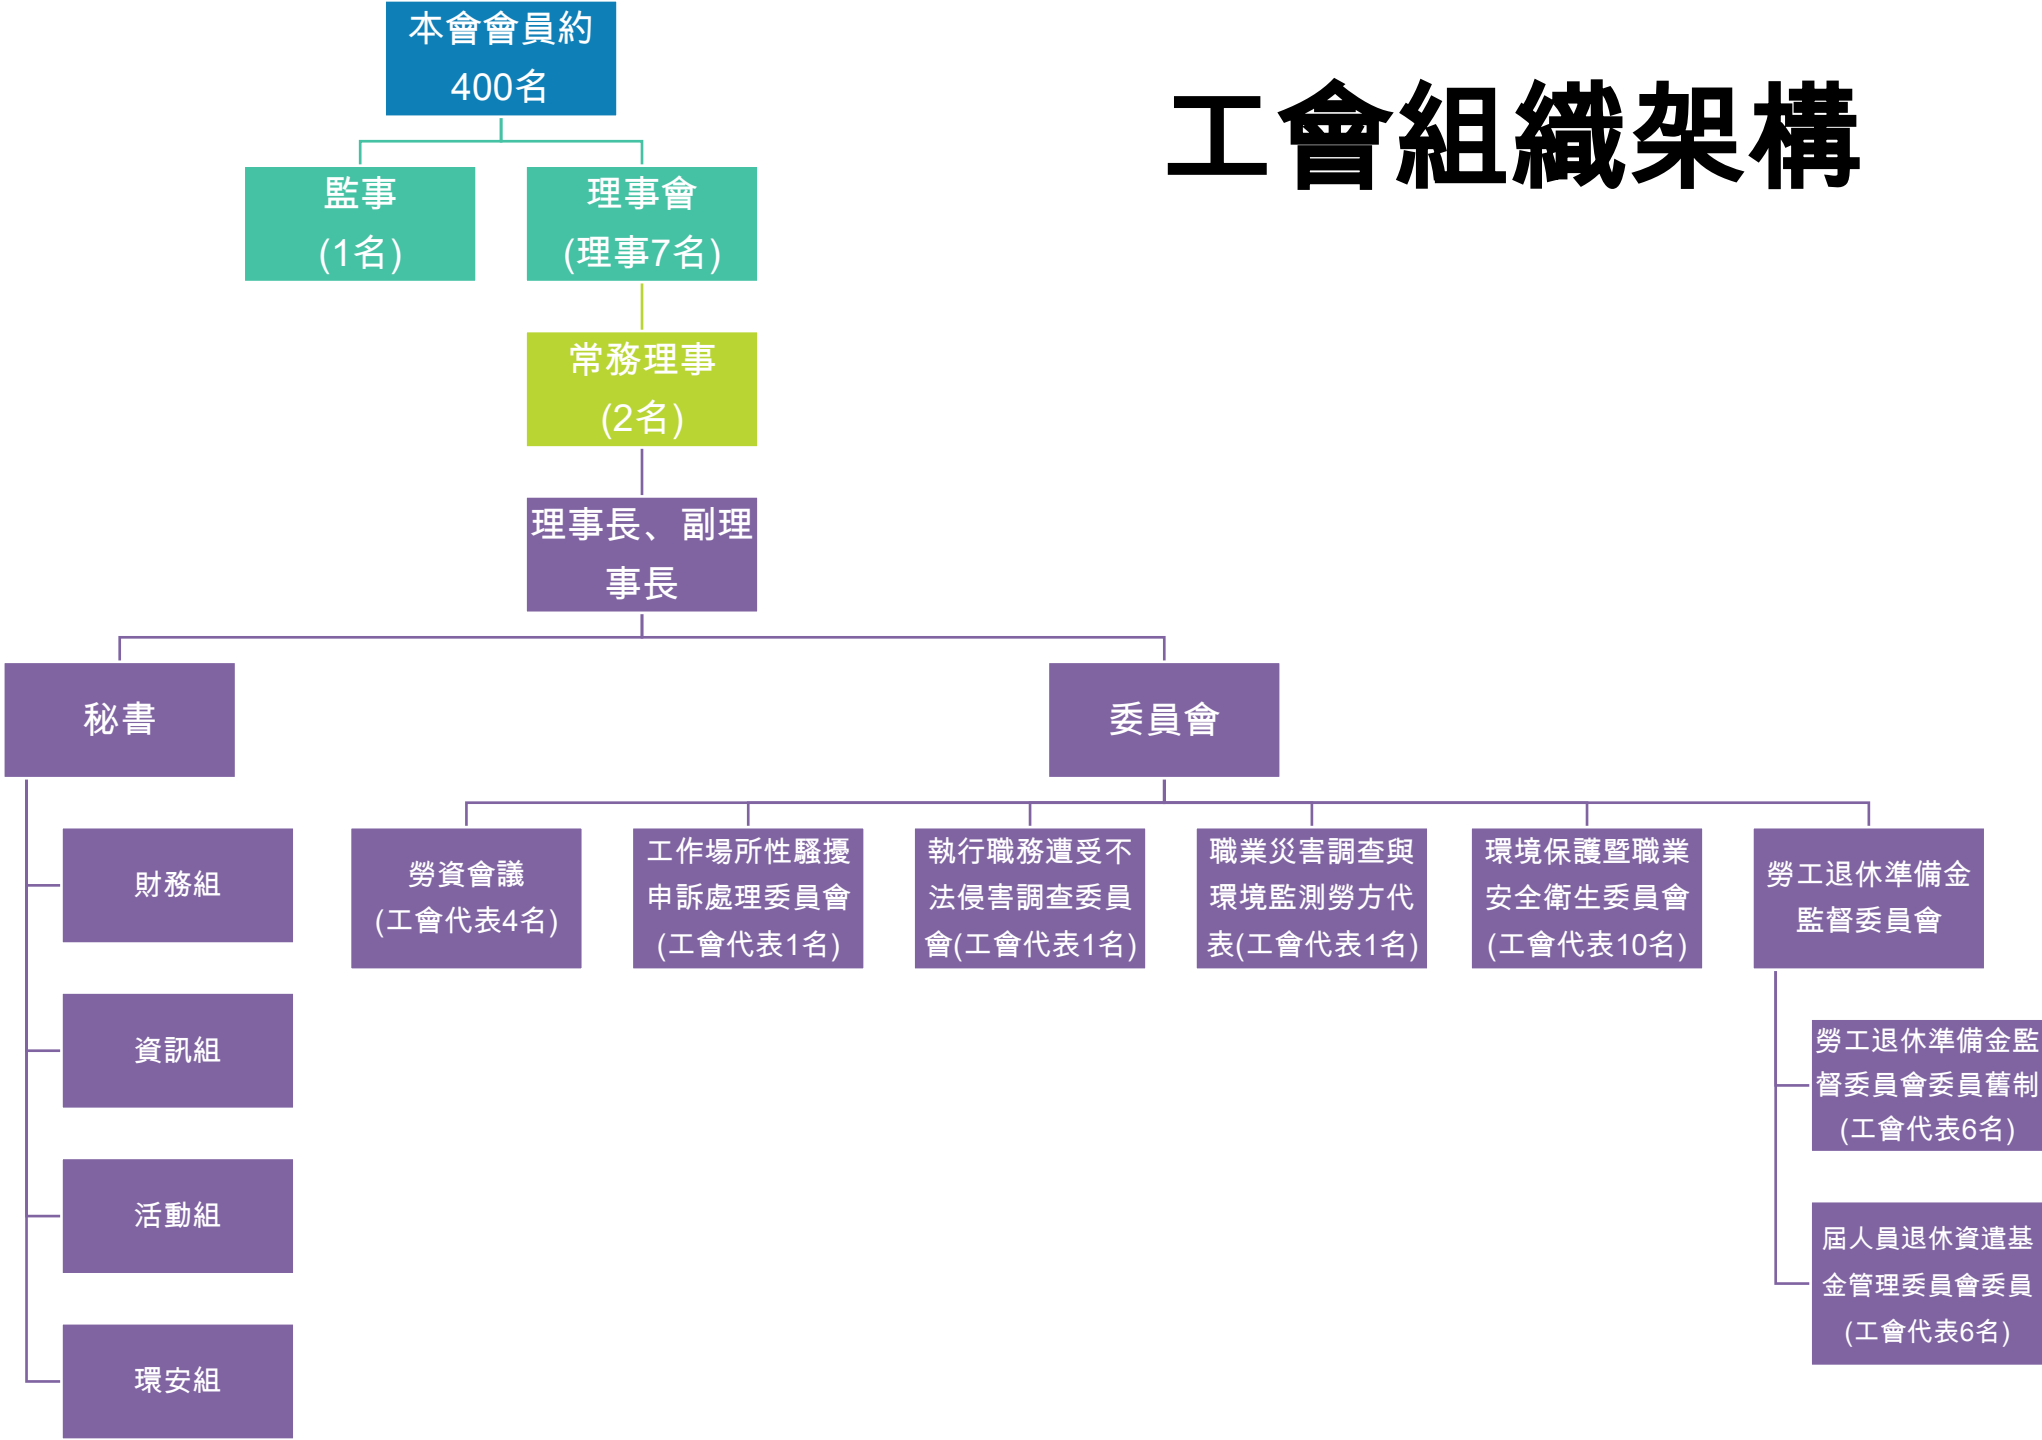 本會會員約
400名
工會組織架構
監事
(1名)
理事會
(理事7名)
常務理事
(2名)
理事長、副理
事長
秘書
委員會
財務組
資訊組
活動組
環安組
勞資會議
(工會代表4名)
工作場所性騷擾
申訴處理委員會
(工會代表1名)
執行職務遭受不
法侵害調查委員
會(工會代表1名)
職業災害調查與
環境監測勞方代
表(工會代表1名)
環境保護暨職業
安全衛生委員會
(工會代表10名)
勞工退休準備金
監督委員會
勞工退休準備金監
督委員會委員舊制
(工會代表6名)
屆人員退休資遣基
金管理委員會委員
(工會代表6名)